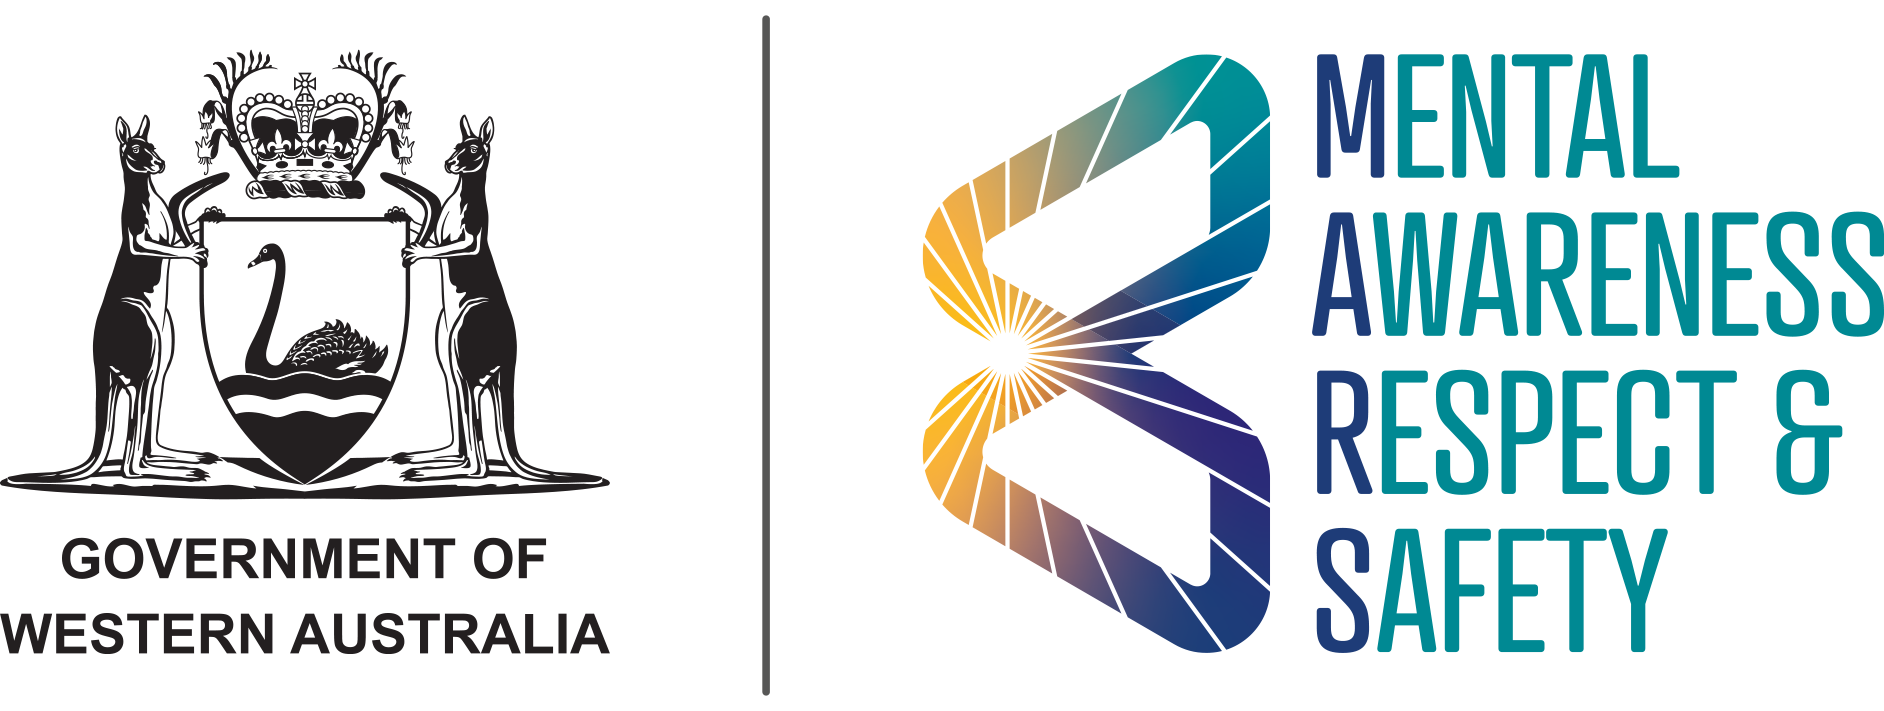 GOVERNMENT OF
WESTERN AUSTRALIA
MENTAL
AWARENESS
RESPECT &
SAFETY